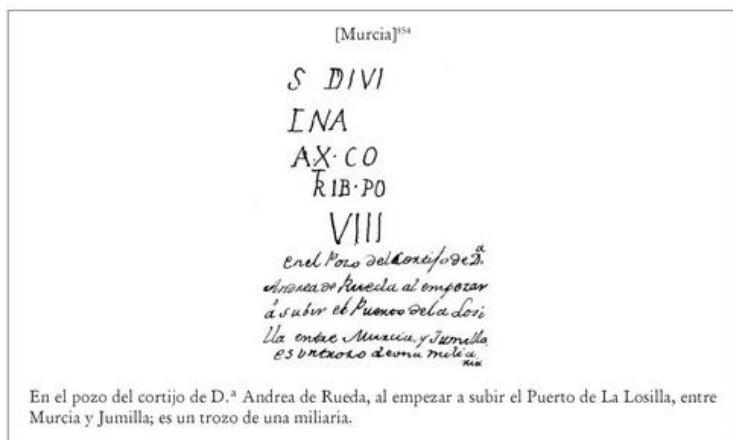 [Murcia]⁸⁵⁴
S DIVI
INA
AX·CO
TRIB·PO
VIII
en el Pozo del Cortijo de D.ª
Andrea de Rueda al empezar
à subir el Puerto de la Losi
lla entre Murcia, y Jumilla
es un trozo de una milia
ria
En el pozo del cortijo de D.ª Andrea de Rueda, al empezar a subir el Puerto de La Losilla, entre
Murcia y Jumilla; es un trozo de una miliaria.